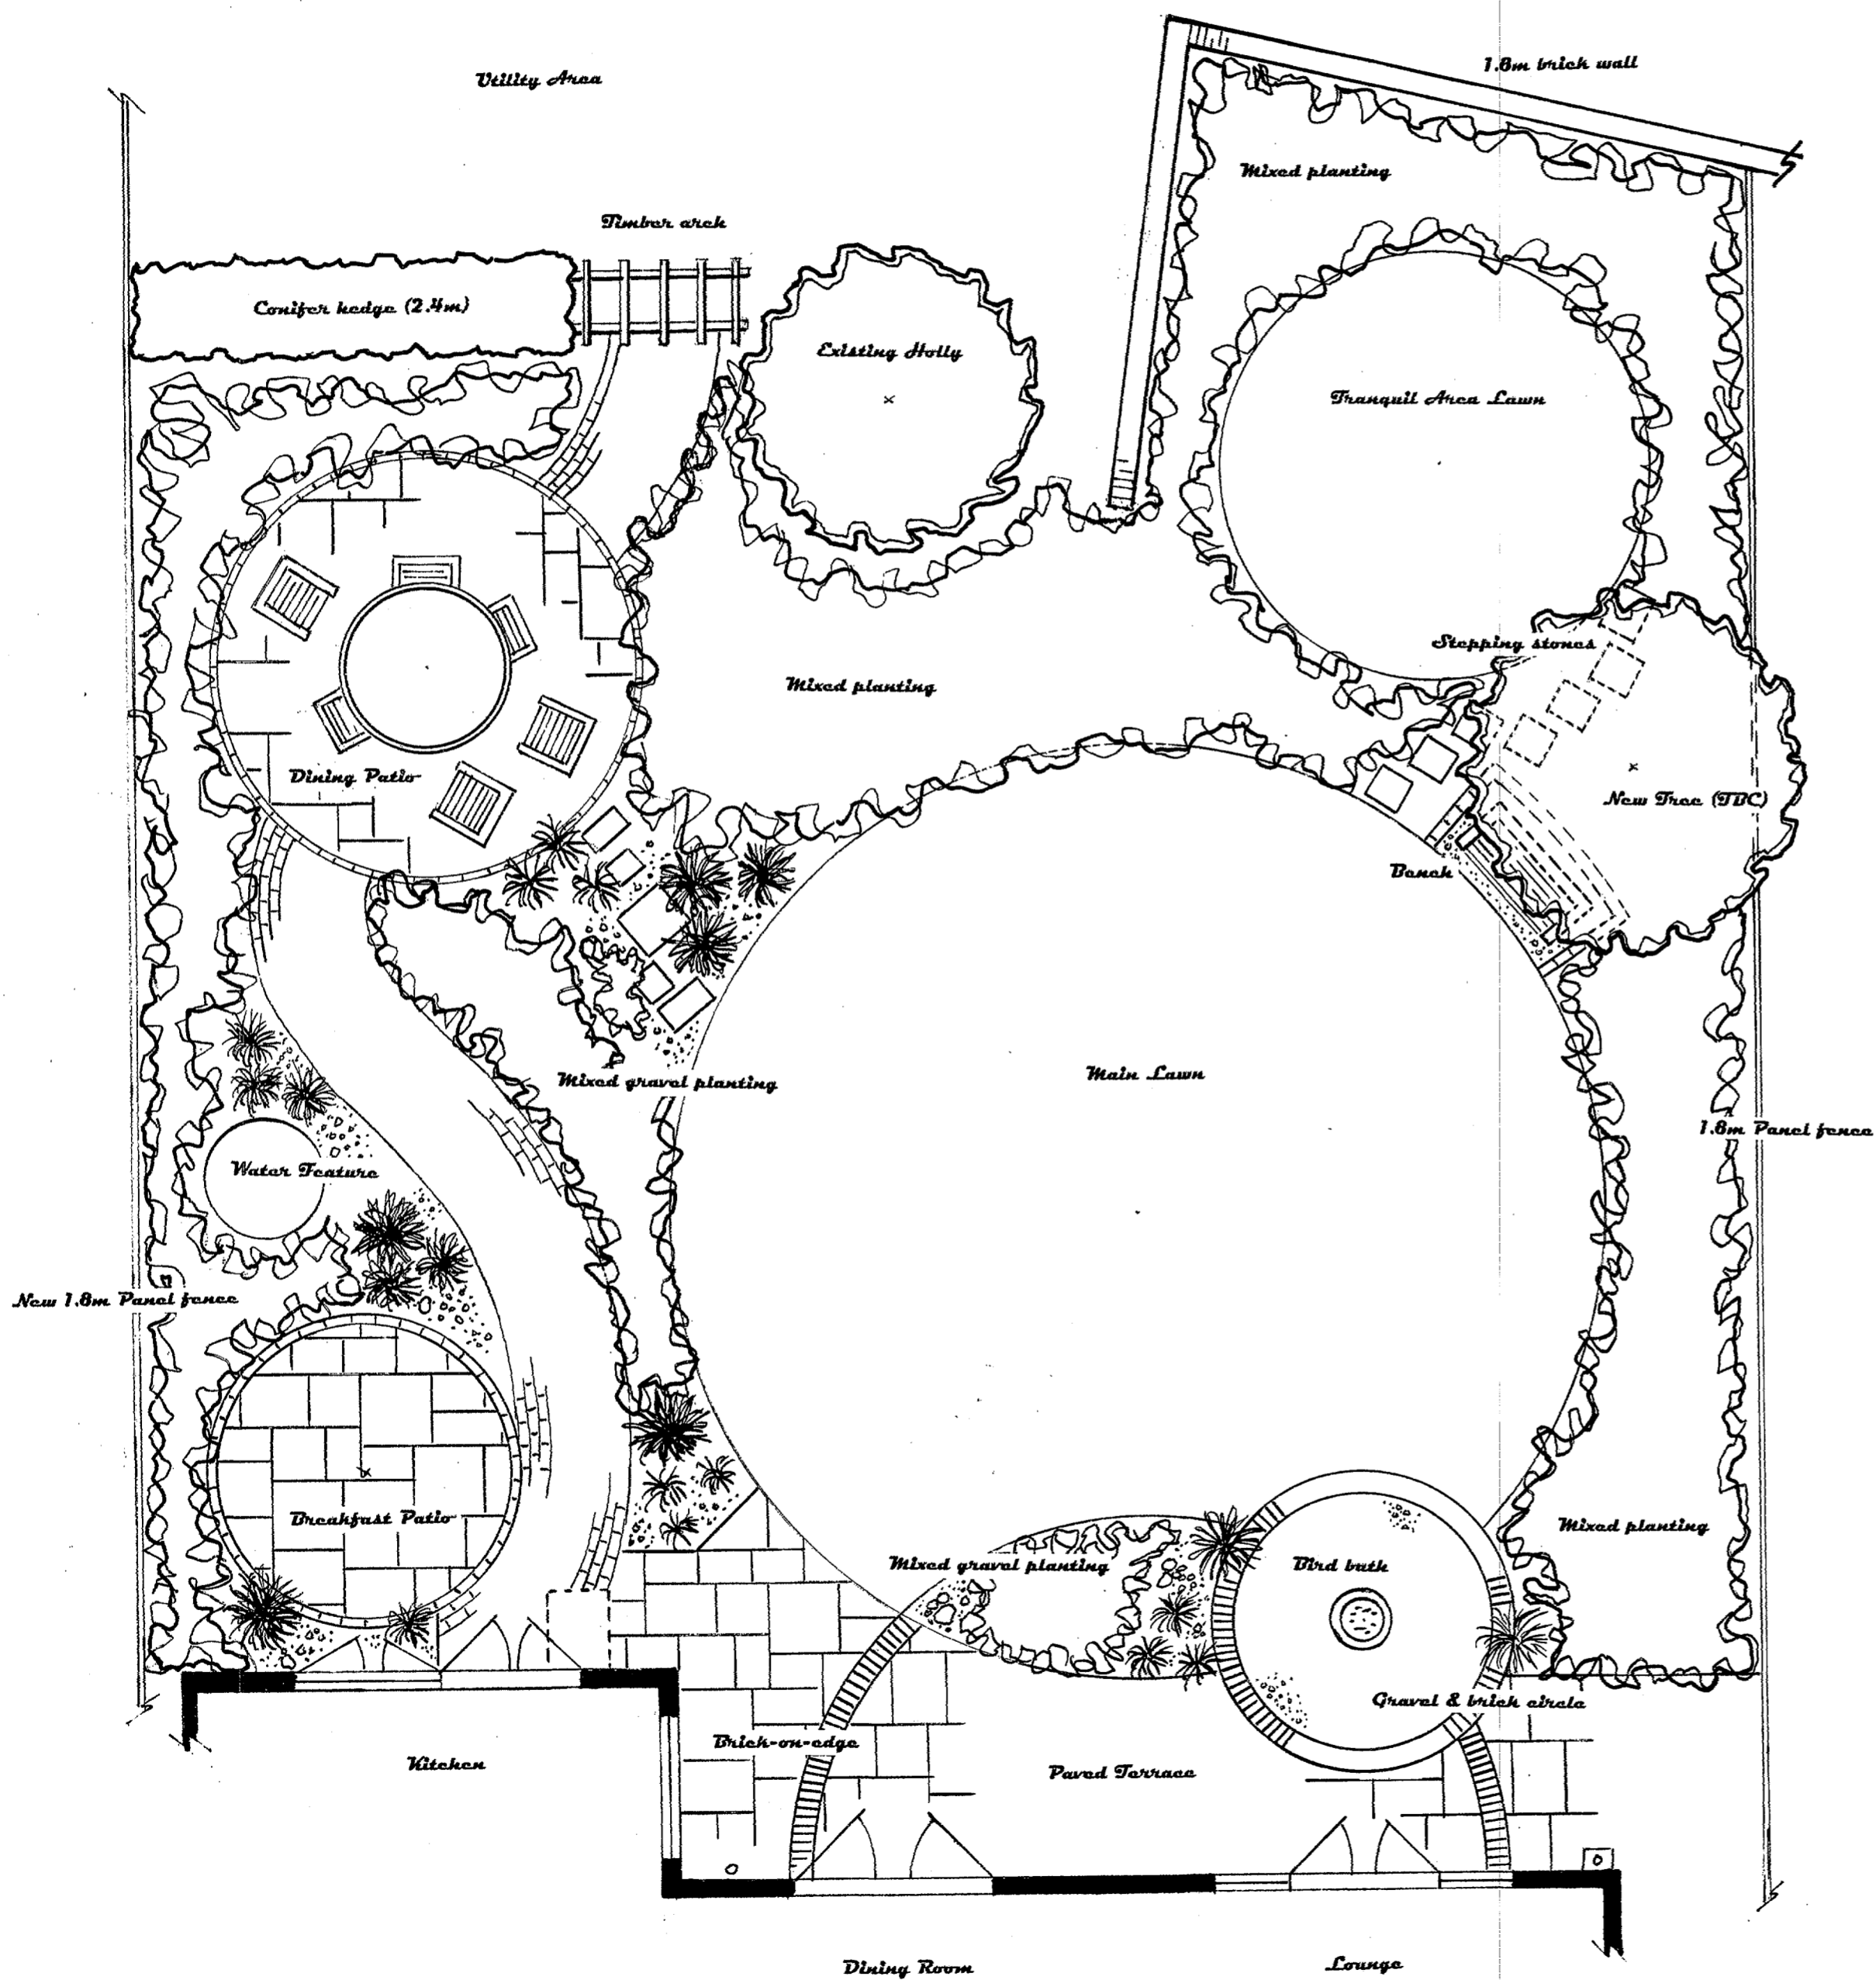 Utility Area
1.8m brick wall
Mixed planting
Timber arch
Conifer hedge (2.4m)
Existing Holly
Tranquil Area Lawn
Stepping stones
Mixed planting
Dining Patio
New Tree (TBC)
Bench
Main Lawn
Mixed gravel planting
1.8m Panel fence
Water Feature
New 1.8m Panel fence
Breakfast Patio
Mixed planting
Mixed gravel planting
Bird bath
Gravel & brick circle
Brick-on-edge
Kitchen
Paved Terrace
Dining Room
Lounge